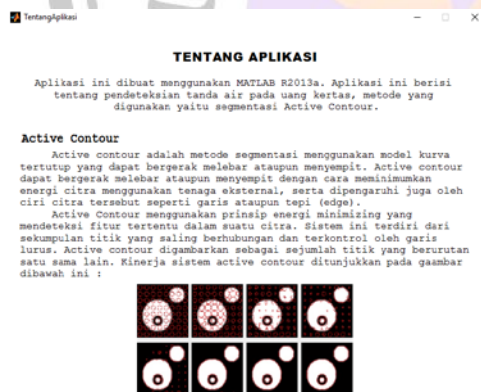 TentangAplikasi
TENTANG APLIKASI
Aplikasi ini dibuat menggunakan MATLAB R2013a. Aplikasi ini berisi
tentang pendeteksian tanda air pada uang kertas, metode yang
digunakan yaitu segmentasi Active Contour.
Active Contour
Active contour adalah metode segmentasi menggunakan model kurva
tertutup yang dapat bergerak melebar ataupun menyempit. Active contour
dapat bergerak melebar ataupun menyempit dengan cara meminimumkan
energi citra menggunakan tenaga eksternal, serta dipengaruhi juga oleh
ciri citra tersebut seperti garis ataupun tepi (edge).
Active Contour menggunakan prinsip energi minimizing yang
mendeteksi fitur tertentu dalam suatu citra. Sistem ini terdiri dari
sekumpulan titik yang saling berhubungan dan terkontrol oleh garis
lurus. Active contour digambarkan sebagai sejumlah titik yang berurutan
satu sama lain. Kinerja sistem active contour ditunjukkan pada gaambar
dibawah ini :